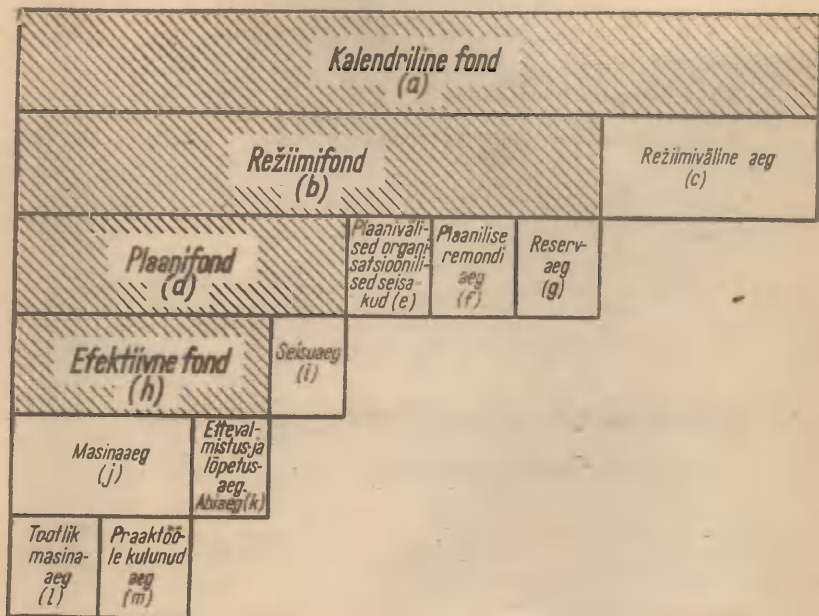 Kalendriline fond
(a)
Režiimifond
(b)
Režiimiväline aeg
(c)
Plaanifond
(d)
Plaaniväli-
sed organi-
satsioonili-
sed seisa-
kud (e)
Plaanilise
remondi
aeg
(f)
Reserv-
aeg
(g)
Efektiivne fond
(h)
Seisuaeg
(i)
Masinaaeg
(j)
Etteval-
mistus-ja
lõpetus-
aeg.
Abiaeg (k)
Tootlik
masina-
aeg
(l)
Praaktöö-
le kulunud
aeg
(m)